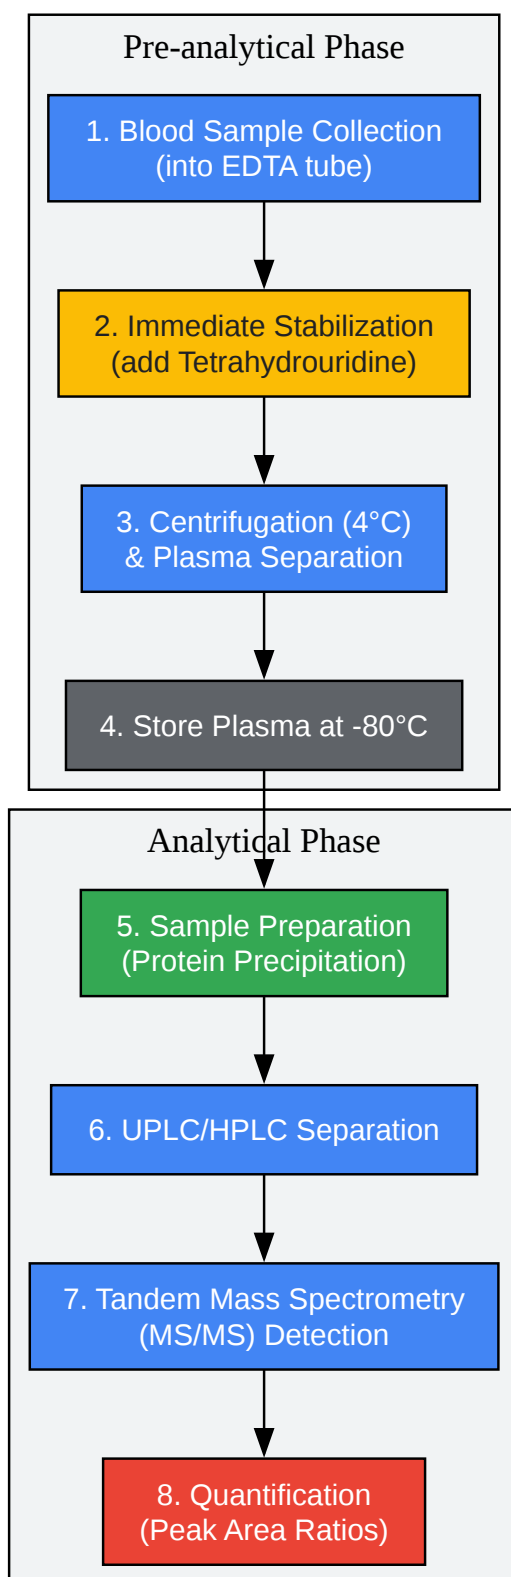 Pre-analytical Phase
1. Blood Sample Collection
(into EDTA tube)
2. Immediate Stabilization
(add Tetrahydrouridine)
3. Centrifugation (4°C)
& Plasma Separation
4. Store Plasma at -80°C
Analytical Phase
5. Sample Preparation
(Protein Precipitation)
6. UPLC/HPLC Separation
7. Tandem Mass Spectrometry
(MS/MS) Detection
8. Quantification
(Peak Area Ratios)